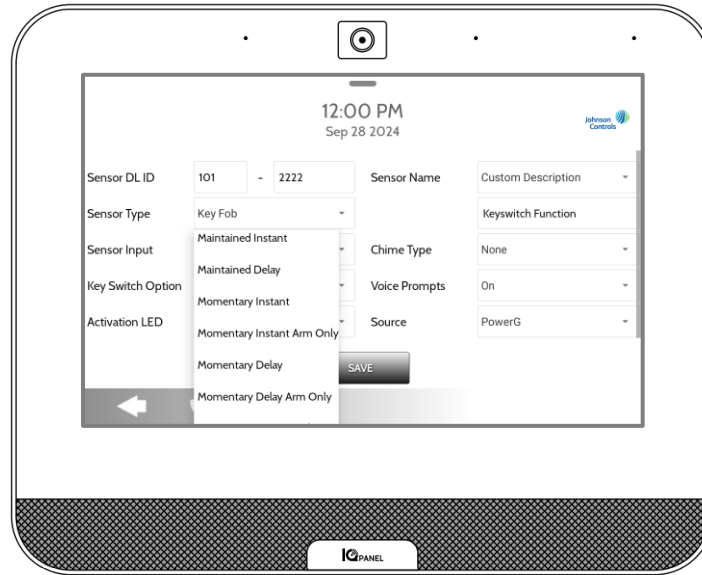 12:00 PM
Sep 28 2024
Johnson
Controls
Sensor DL ID 101 - 2222 Sensor Name Custom Description
Sensor Type Key Fob Keyswitch Function
Maintained Instant
Sensor Input Chime Type None
Maintained Delay
Key Switch Option Voice Prompts On
Momentary Instant
Activation LED Source PowerG
Momentary Instant Arm Only
Momentary Delay
SAVE
Momentary Delay Arm Only
IQ PANEL